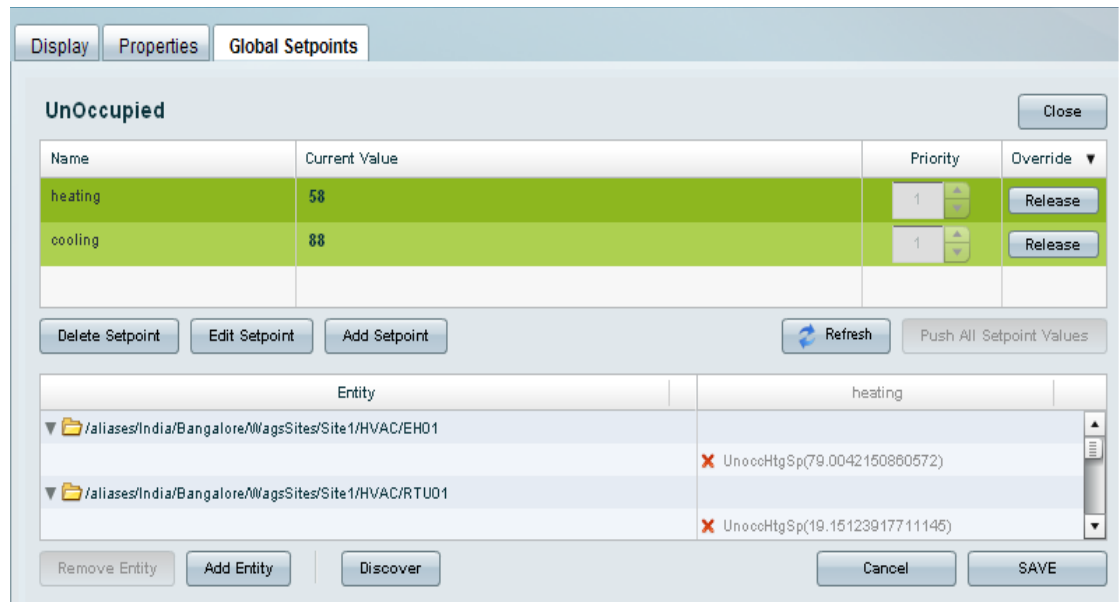 Display Properties Global Setpoints
UnOccupied Close
Name Current Value Priority Override
heating 58 1 Release
cooling 88 1 Release
Delete Setpoint Edit Setpoint Add Setpoint Refresh Push All Setpoint Values
Entity heating
/aliases/India/Bangalore/WagsSites/Site1/HVAC/EH01
UnoccHtgSp(79.0042150860572)
/aliases/India/Bangalore/WagsSites/Site1/HVAC/RTU01
UnoccHtgSp(19.15123917711145)
Remove Entity Add Entity Discover Cancel SAVE